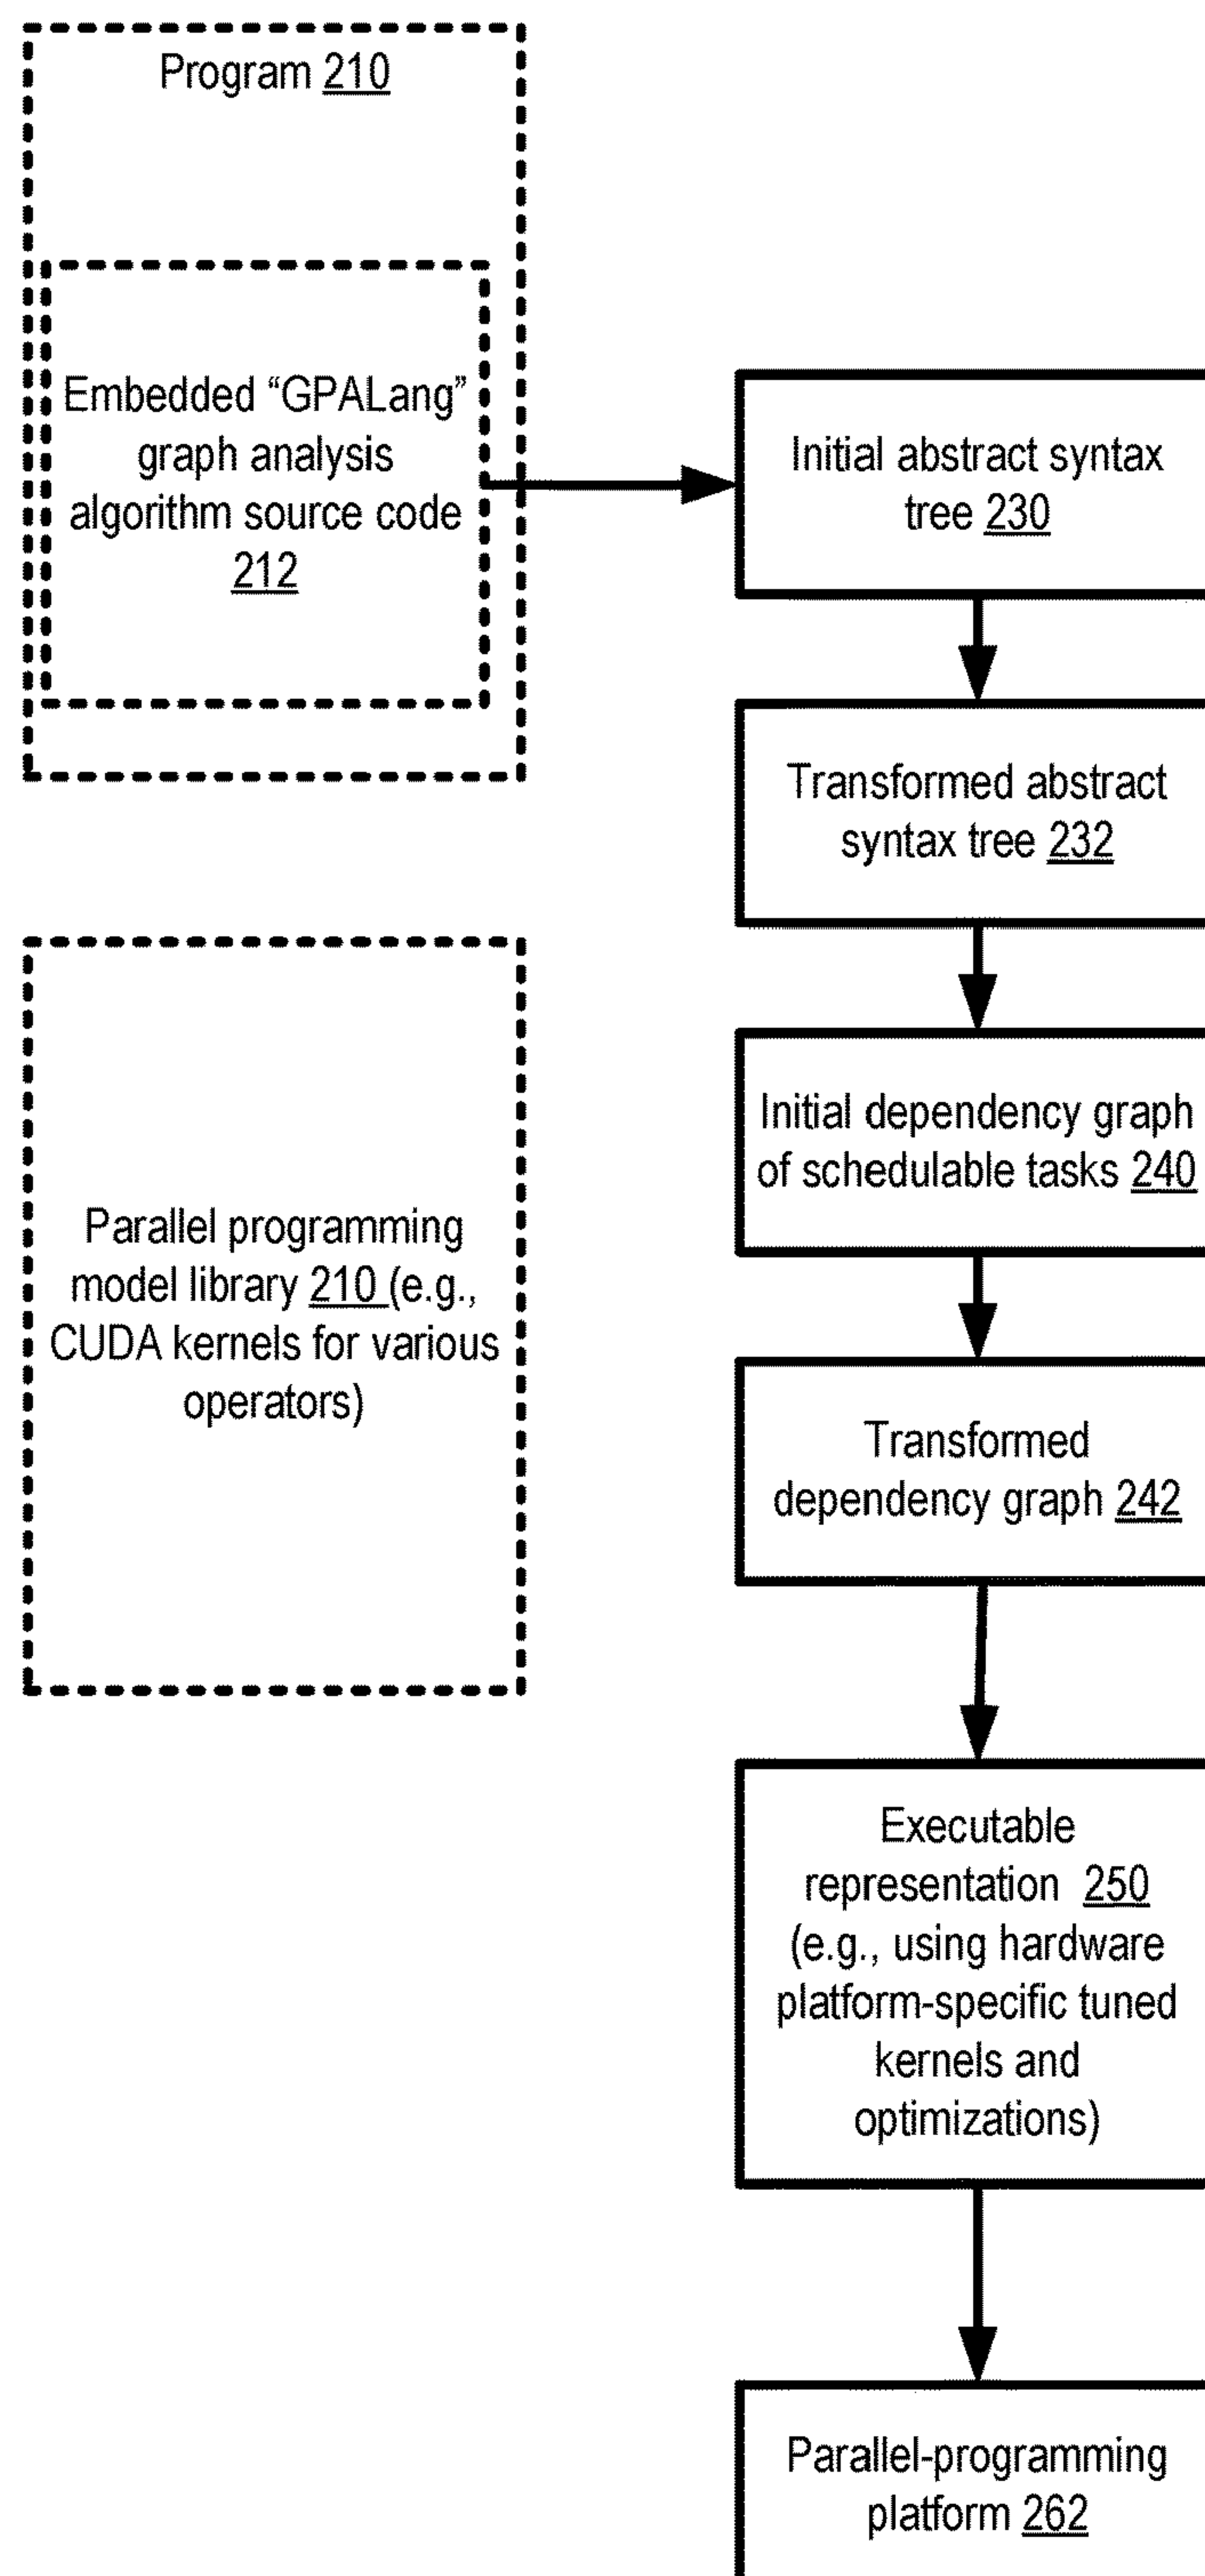 Program 210
Embedded “GPALang”
graph analysis
algorithm source code
212
Initial abstract syntax
tree 230
Transformed abstract
syntax tree 232
Parallel programming
model library 210 (e.g.,
CUDA kernels for various
operators)
Initial dependency graph
of schedulable tasks 240
Transformed
dependency graph 242
Executable
representation 250
(e.g., using hardware
platform-specific tuned
kernels and
optimizations)
Parallel-programming
platform 262